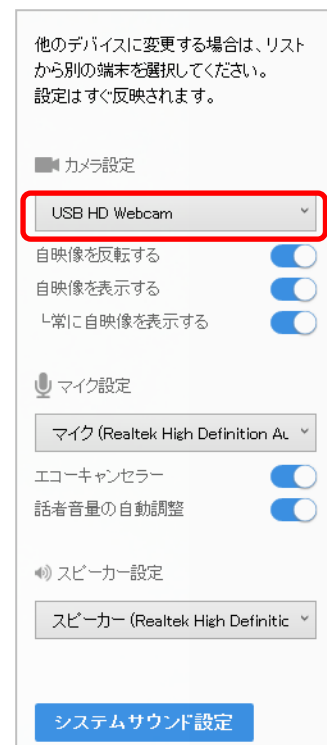 他のデバイスに変更する場合は、リスト
から別の端末を選択してください。
設定はすぐ反映されます。
カメラ設定
USB HD Webcam
自映像を反転する
自映像を表示する
└常に自映像を表示する
マイク設定
マイク (Realtek High Definition Au
エコーキャンセラー
話者音量の自動調整
スピーカー設定
スピーカー (Realtek High Definitic
システムサウンド設定